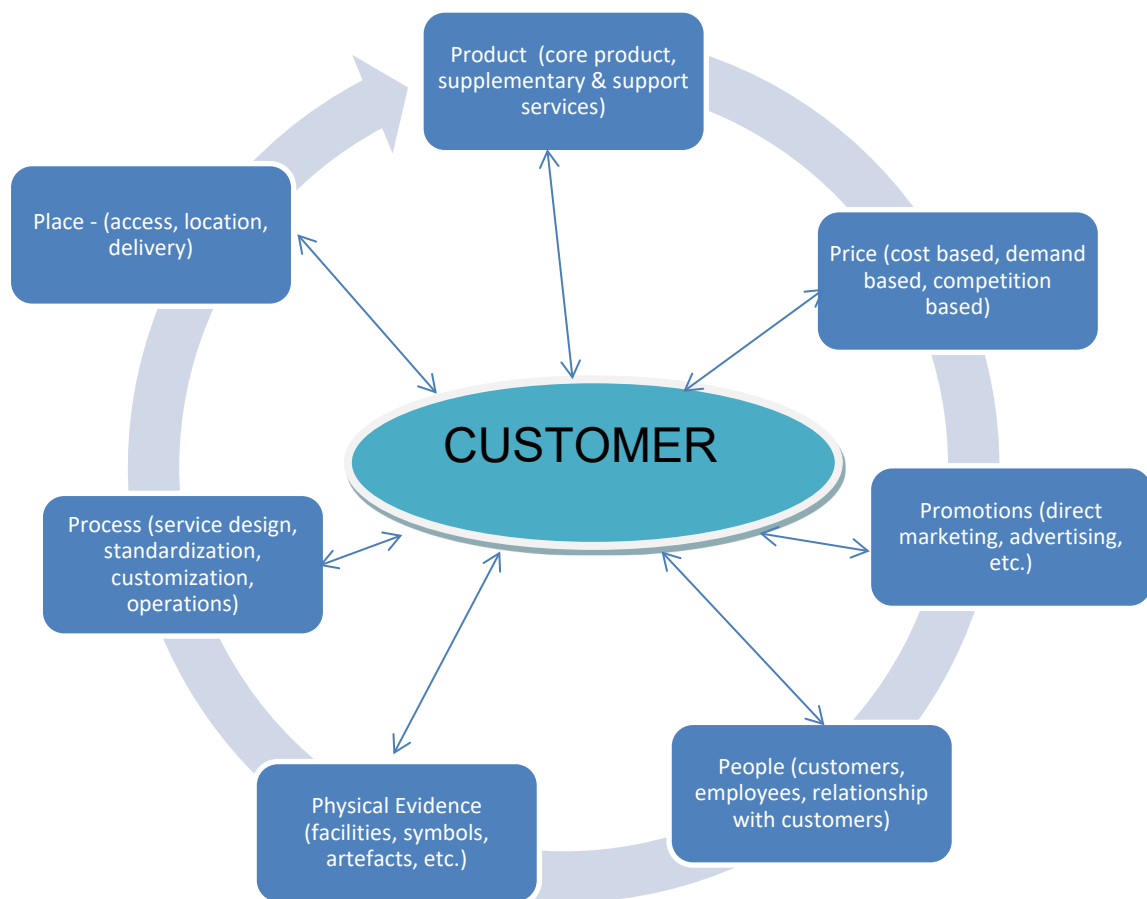 Product  (core product,
supplementary & support
services)
Place - (access, location,
delivery)
Price (cost based, demand
based, competition
based)
CUSTOMER
Process (service design,
standardization,
customization,
operations)
Promotions (direct
marketing, advertising,
etc.)
People (customers,
employees, relationship
with customers)
Physical Evidence
(facilities, symbols,
artefacts, etc.)